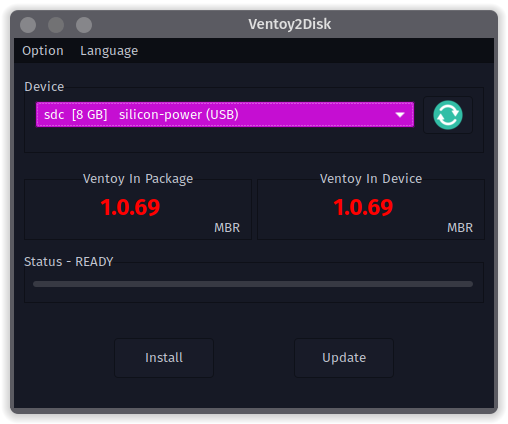 Ventoy2Disk
Option Language
Device
sdc [8 GB] silicon-power (USB)
Ventoy In Package
1.0.69
MBR
Ventoy In Device
1.0.69
MBR
Status - READY
Install
Update